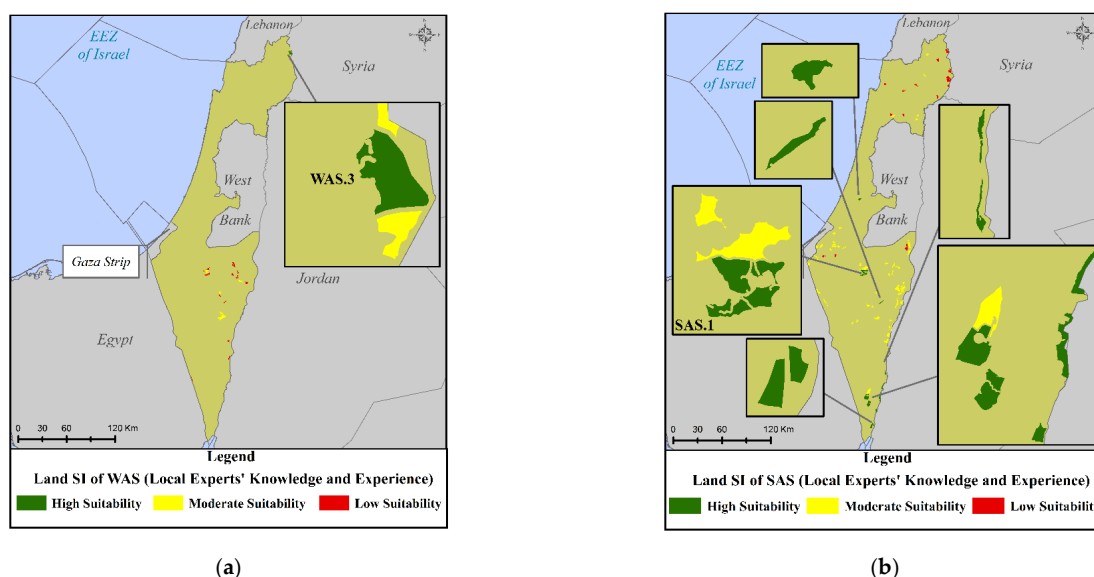 Lebanon
EEZ
of Israel
Syria
WAS.3
West
Bank
Gaza Strip
Jordan
Egypt
0 30 60 120 Km
Legend
Land SI of WAS (Local Experts' Knowledge and Experience)
High Suitability Moderate Suitability Low Suitability
(a)
Lebanon
EEZ
of Israel
Syria
West
Bank
SAS.1
Egypt
0 30 60 120 Km
Legend
Land SI of SAS (Local Experts' Knowledge and Experience)
High Suitability Moderate Suitability Low Suitability
(b)